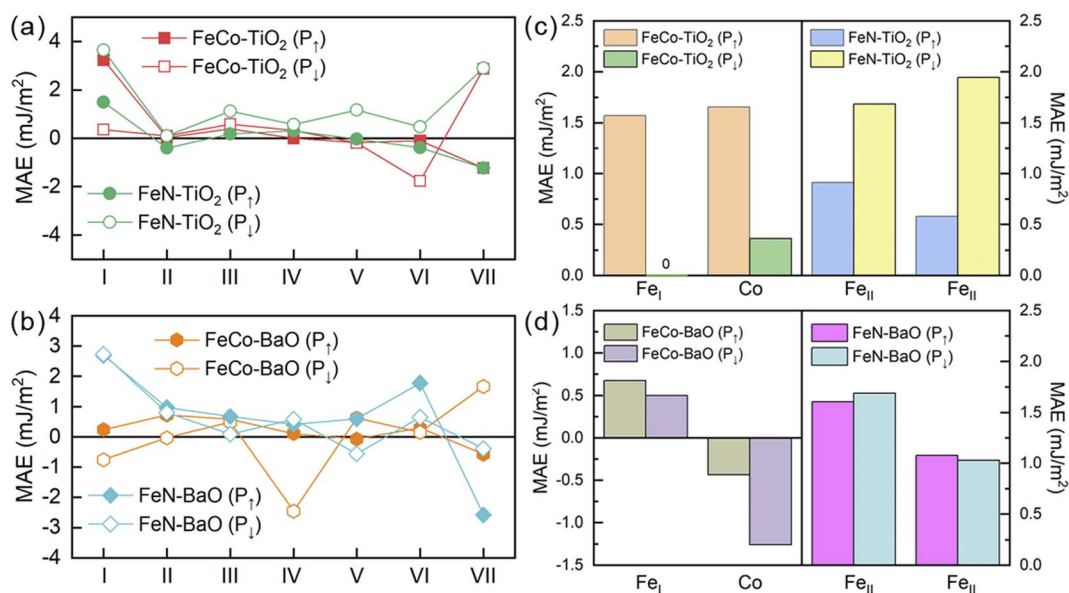 (a)
MAE (mJ/m²)
4
2
0
-2
-4
FeCo-TiO₂ (P↑)
FeCo-TiO₂ (P↓)
FeN-TiO₂ (P↑)
FeN-TiO₂ (P↓)
I II III IV V VI VII
(b)
MAE (mJ/m²)
4
3
2
1
0
-1
-2
-3
-4
FeCo-BaO (P↑)
FeCo-BaO (P↓)
FeN-BaO (P↑)
FeN-BaO (P↓)
I II III IV V VI VII
(c)
MAE (mJ/m²)
2.5
2.0
1.5
1.0
0.5
0.0
FeCo-TiO₂ (P↑)
FeCo-TiO₂ (P↓)
0
FeN-TiO₂ (P↑)
FeN-TiO₂ (P↓)
2.5
2.0
1.5
1.0
0.5
0.0
MAE (mJ/m²)
Fe_I Co Fe_II Fe_II
(d)
MAE (mJ/m²)
1.5
1.0
0.5
0.0
-0.5
-1.0
-1.5
FeCo-BaO (P↑)
FeCo-BaO (P↓)
FeN-BaO (P↑)
FeN-BaO (P↓)
2.5
2.0
1.5
1.0
0.5
0.0
MAE (mJ/m²)
Fe_I Co Fe_II Fe_II